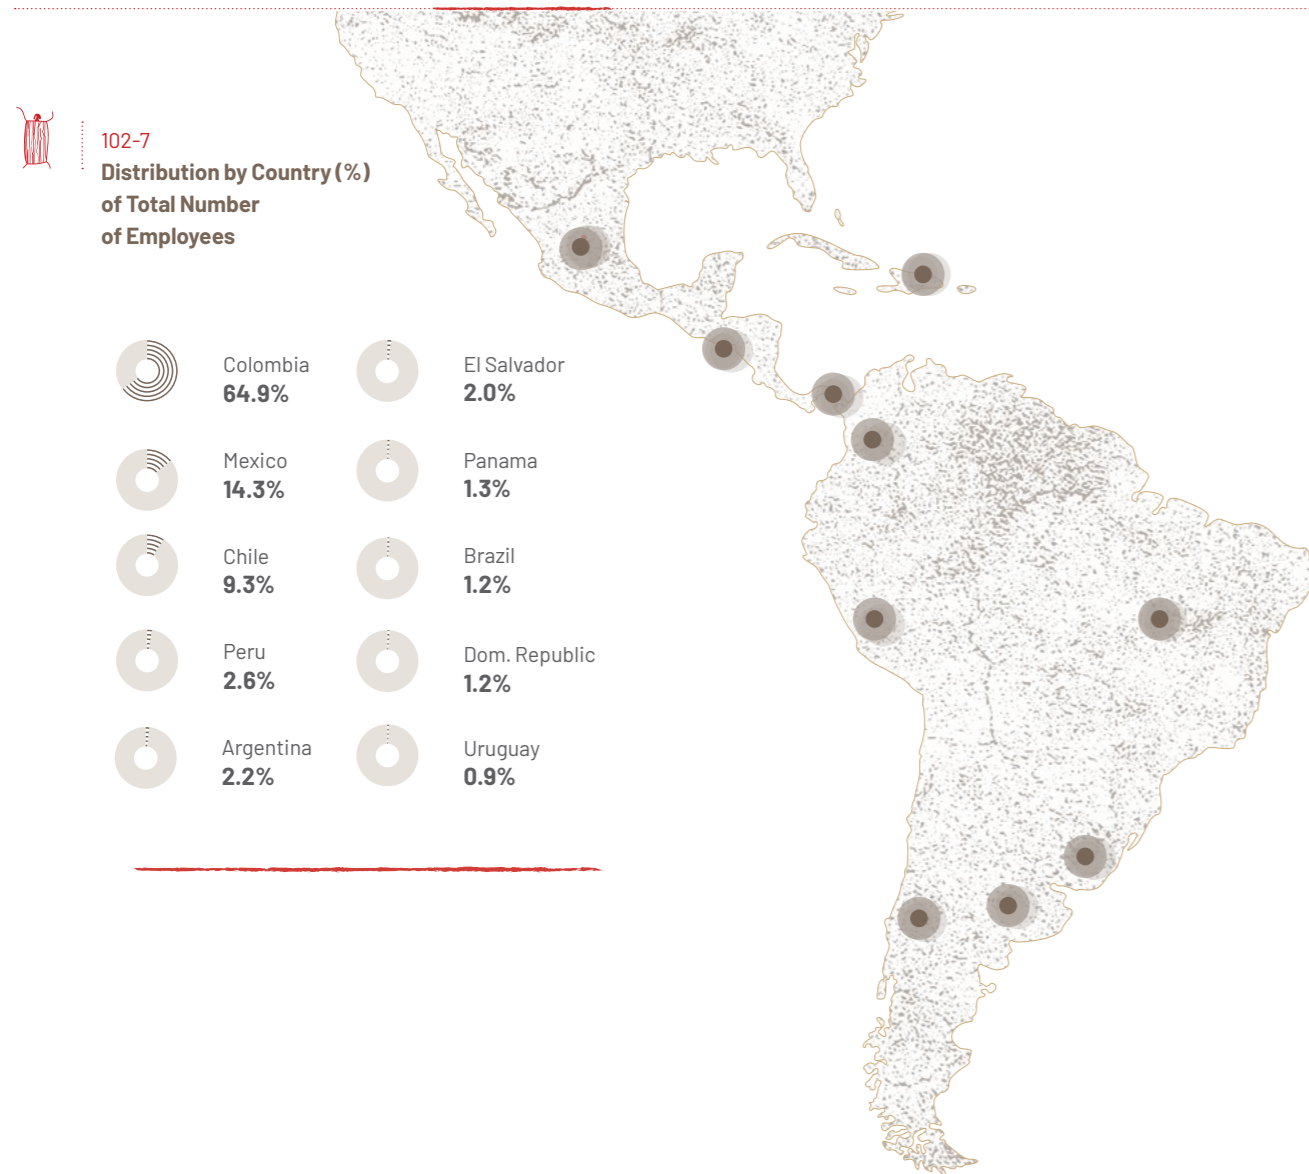 102-7
Distribution by Country (%)
of Total Number
of Employees
Colombia
64.9%
Mexico
14.3%
Chile
9.3%
Peru
2.6%
Argentina
2.2%
El Salvador
2.0%
Panama
1.3%
Brazil
1.2%
Dom. Republic
1.2%
Uruguay
0.9%